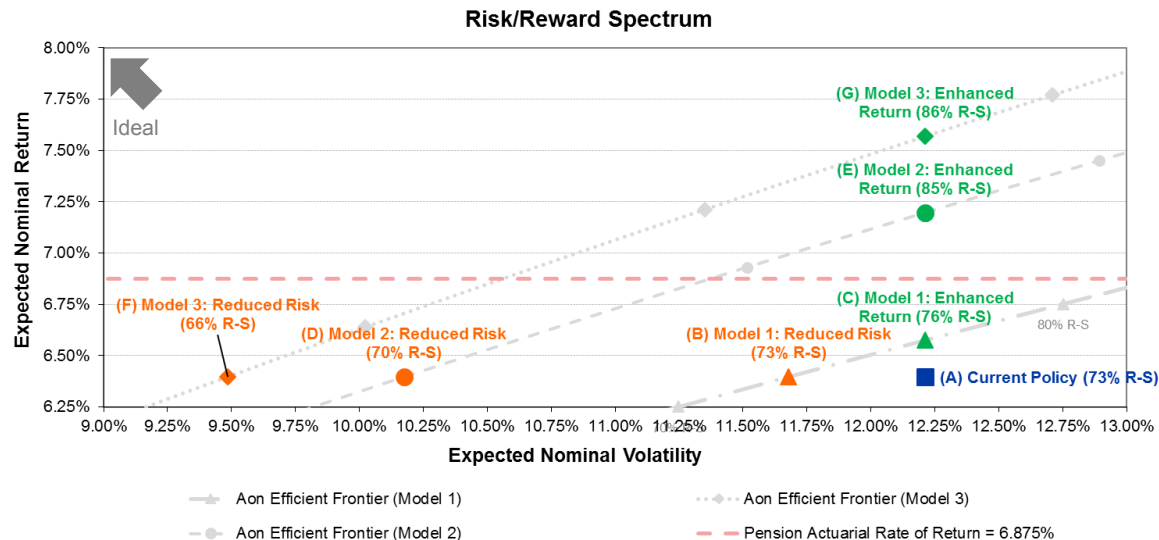 Risk/Reward Spectrum
8.00%
7.75%
7.50%
7.25%
7.00%
6.75%
6.50%
6.25%
Expected Nominal Return
Ideal
(G) Model 3: Enhanced
Return (86% R-S)
(E) Model 2: Enhanced
Return (85% R-S)
(F) Model 3: Reduced Risk
(66% R-S)
(D) Model 2: Reduced Risk
(70% R-S)
(B) Model 1: Reduced Risk
(73% R-S)
(C) Model 1: Enhanced
Return (76% R-S)
80% R-S
(A) Current Policy (73% R-S)
9.00% 9.25% 9.50% 9.75% 10.00% 10.25% 10.50% 10.75% 11.00% 11.25% 11.50% 11.75% 12.00% 12.25% 12.50% 12.75% 13.00%
Expected Nominal Volatility
Aon Efficient Frontier (Model 1)
Aon Efficient Frontier (Model 3)
Aon Efficient Frontier (Model 2)
Pension Actuarial Rate of Return = 6.875%